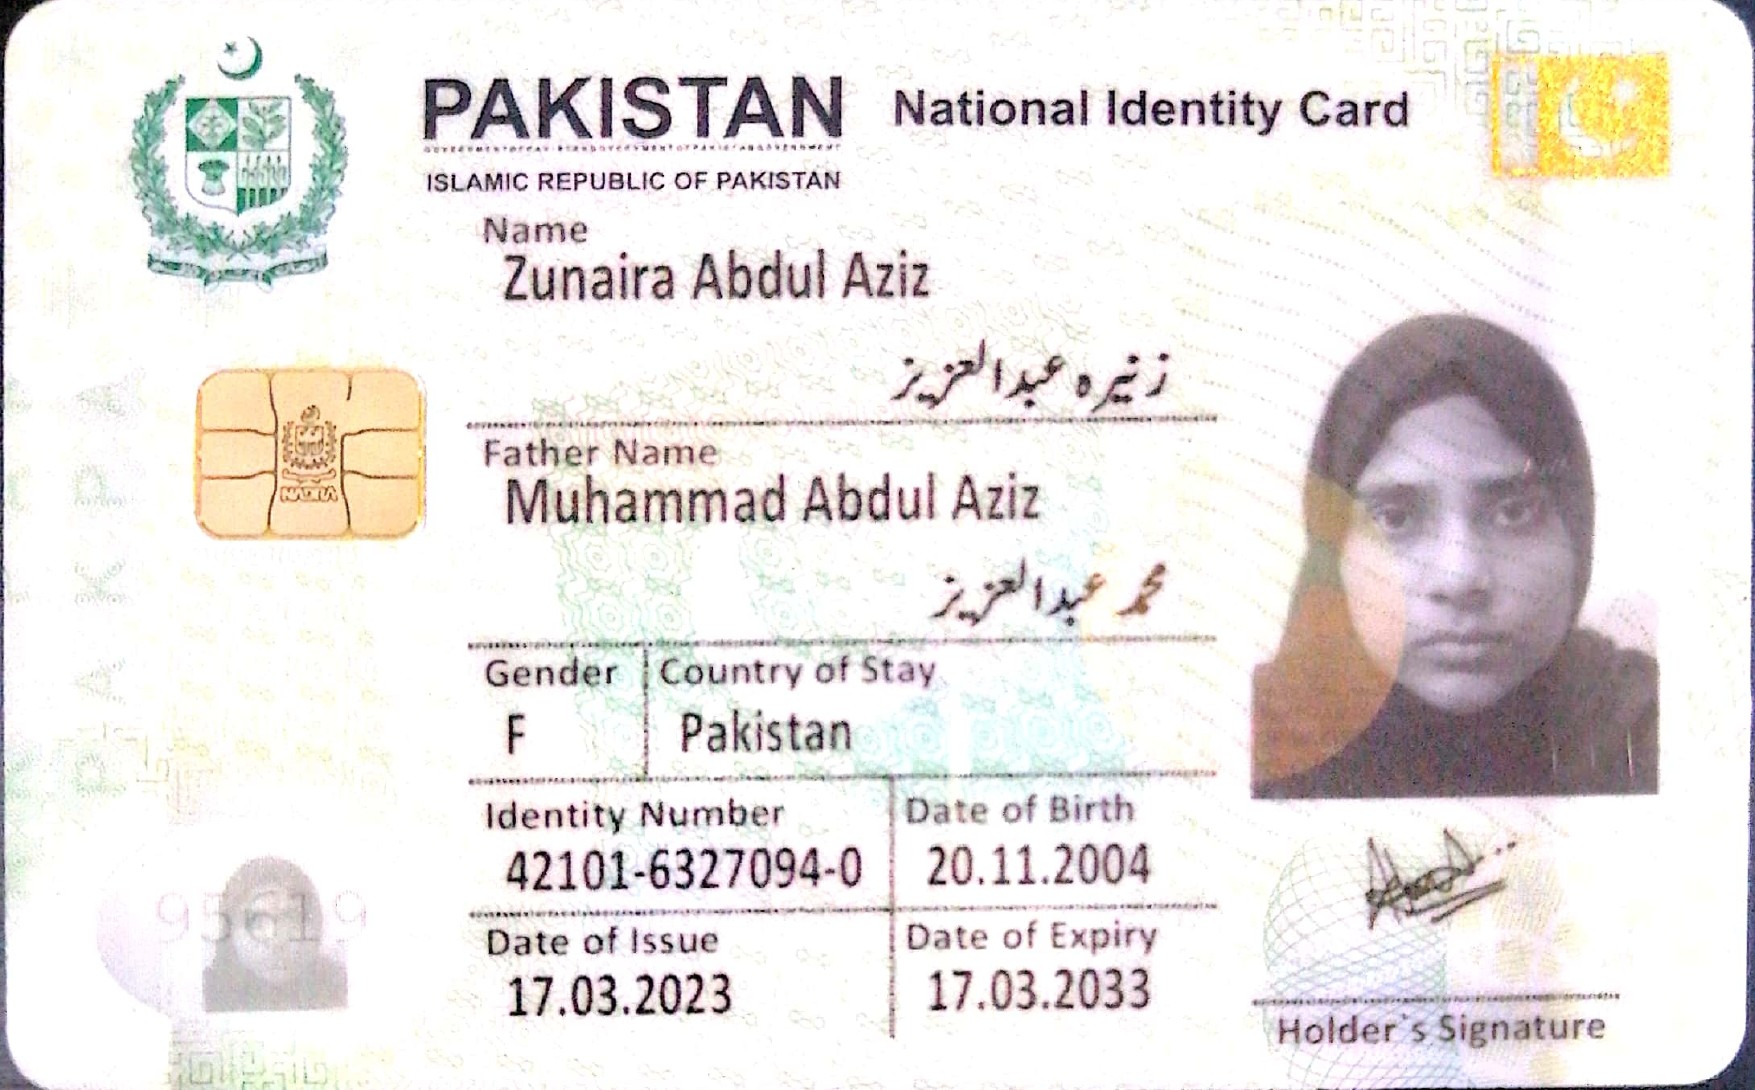 PAKISTAN National Identity Card
ISLAMIC REPUBLIC OF PAKISTAN
Name
Zunaira Abdul Aziz
زنیره عبدالعزیز
Father Name
Muhammad Abdul Aziz
محمد عبدالعزیز
Gender Country of Stay
F Pakistan
Identity Number Date of Birth
42101-6327094-0 20.11.2004
Date of Issue Date of Expiry
17.03.2023 17.03.2033
Holder's Signature
NADRA
PAKISTAN
95619